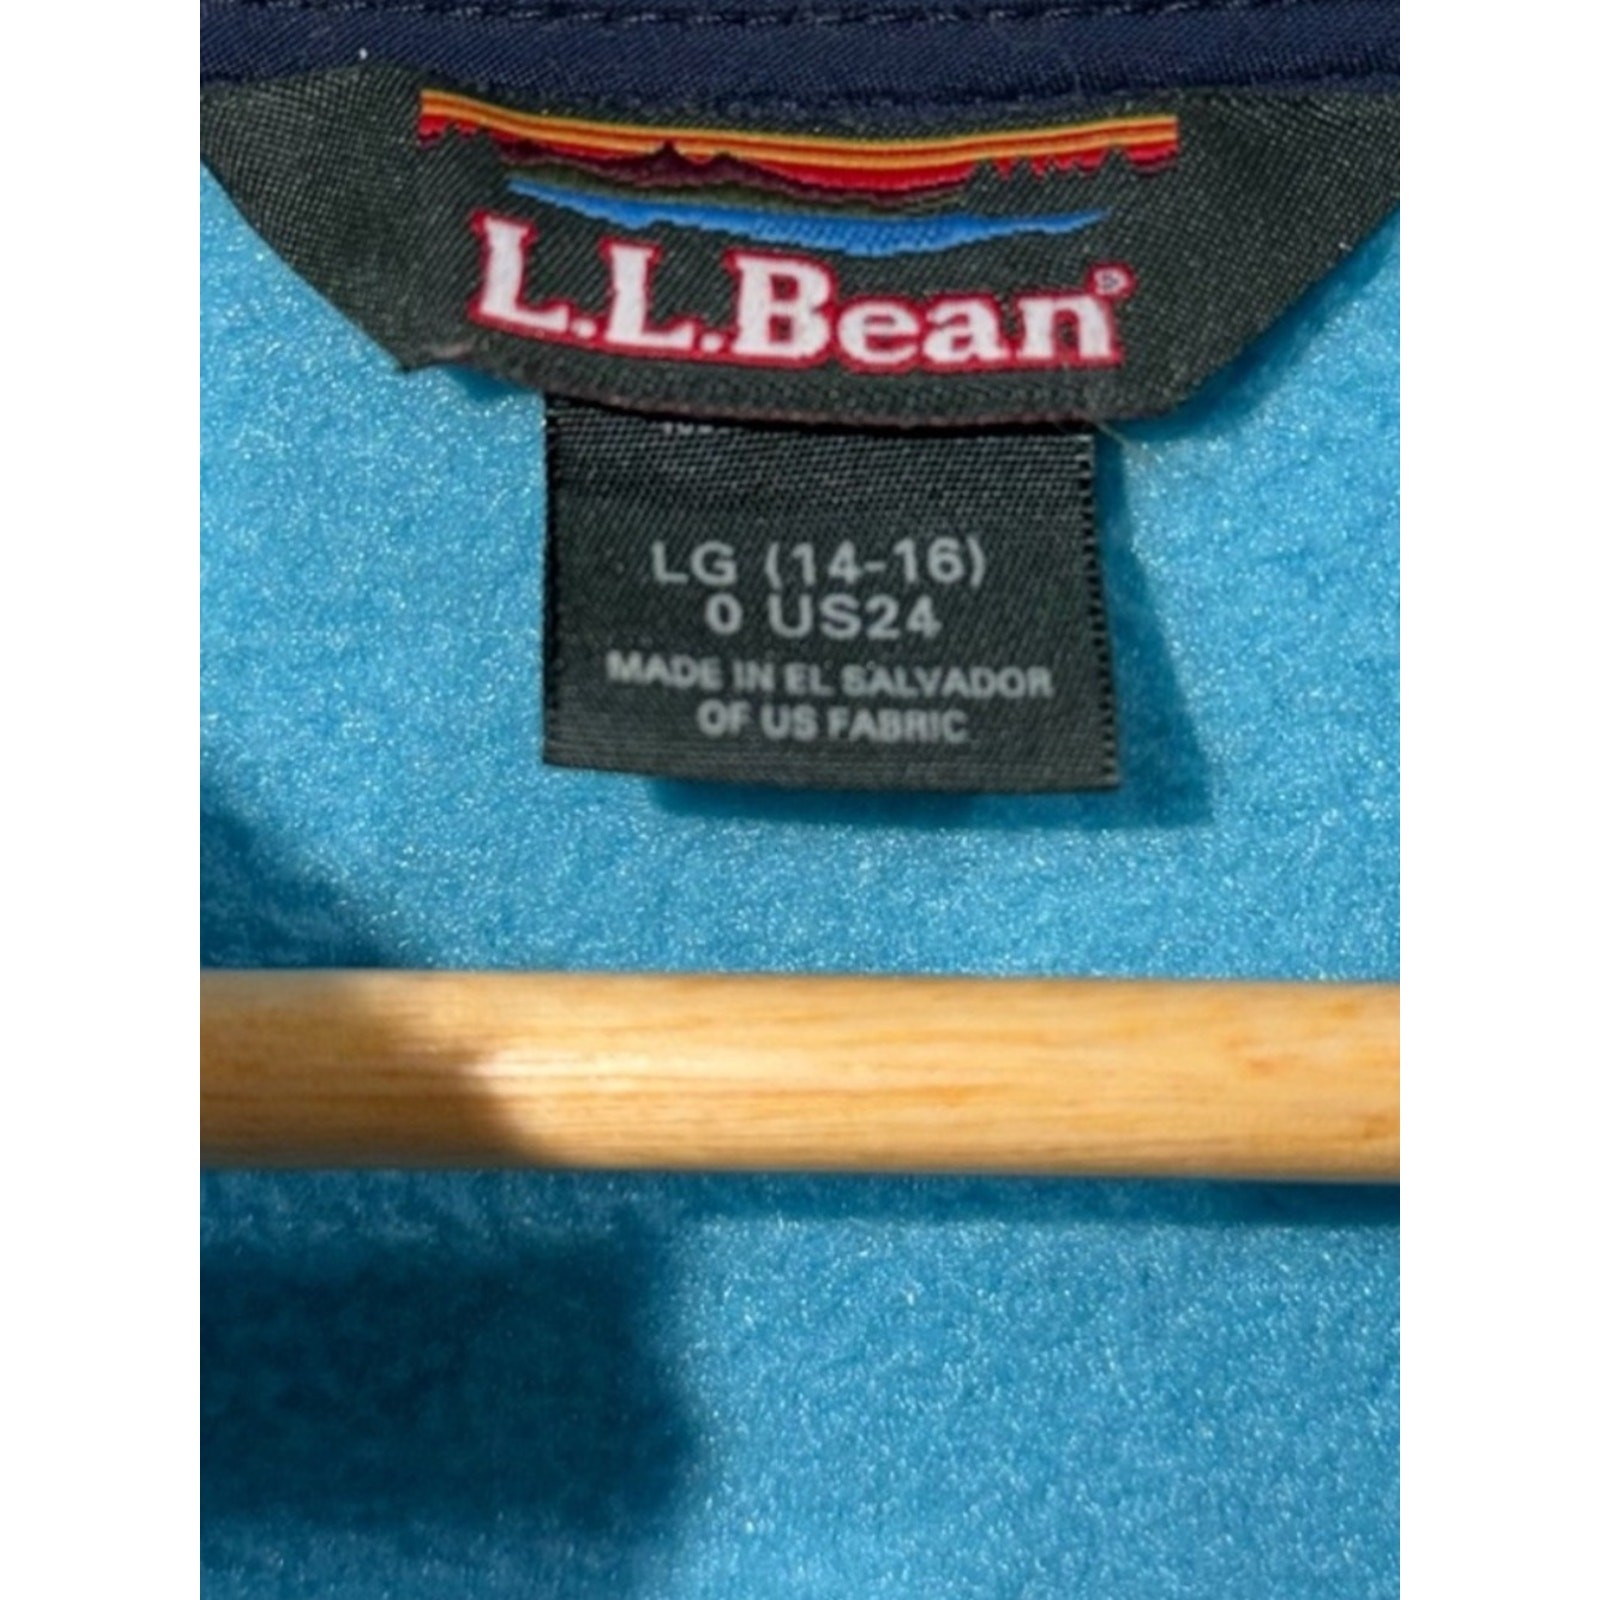 L.L.Bean®
LG (14-16)
0 US24
MADE IN EL SALVADOR
OF US FABRIC